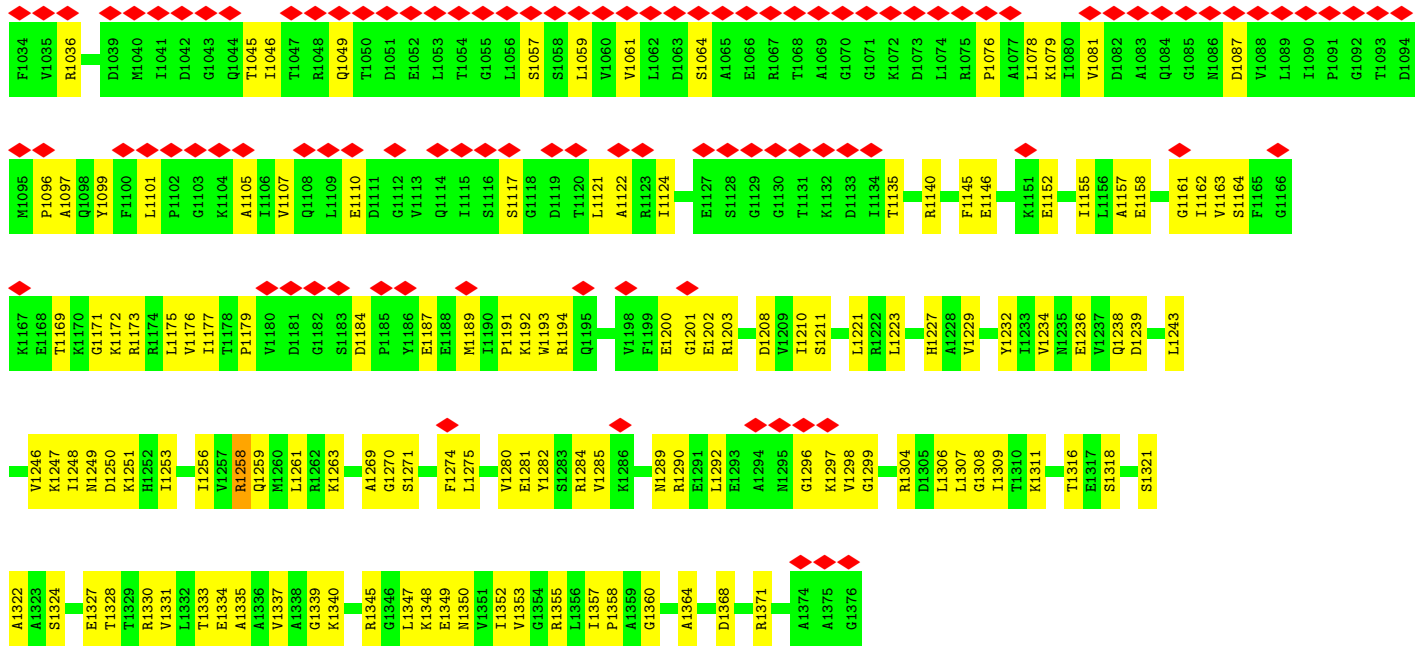 F1034 V1035 R1036 D1039 M1040 I1041 D1042 G1043 Q1044 T1045 I1046 T1047 R1048 Q1049 T1050 D1051 E1052 L1053 T1054 G1055 L1056 S1057 S1058 L1059 V1060 V1061 L1062 D1063 S1064 A1065 E1066 R1067 T1068 A1069 G1070 G1071 K1072 D1073 L1074 R1075 P1076 A1077 L1078 K1079 I1080 V1081 D1082 A1083 Q1084 G1085 N1086 D1087 V1088 L1089 I1090 P1091 G1092 T1093 D1094
M1095 P1096 A1097 Q1098 Y1099 F1100 L1101 P1102 G1103 K1104 A1105 I1106 V1107 Q1108 L1109 E1110 D1111 G1112 V1113 Q1114 I1115 S1116 S1117 G1118 D1119 T1120 L1121 A1122 R1123 I1124 E1127 S1128 G1129 G1130 T1131 K1132 D1133 I1134 T1135 R1140 F1145 E1146 K1151 E1152 I1155 L1156 A1157 E1158 G1161 I1162 V1163 S1164 F1165 G1166
K1167 E1168 T1169 K1170 G1171 K1172 R1173 R1174 L1175 V1176 I1177 T1178 P1179 V1180 D1181 G1182 S1183 D1184 P1185 Y1186 E1187 E1188 M1189 I1190 P1191 K1192 W1193 R1194 Q1195 V1198 F1199 E1200 G1201 E1202 R1203 D1208 V1209 I1210 S1211 L1221 R1222 L1223 H1227 A1228 V1229 Y1232 I1233 V1234 N1235 E1236 V1237 Q1238 D1239 L1243
V1246 K1247 I1248 N1249 D1250 K1251 H1252 I1253 I1256 V1257 R1258 Q1259 M1260 L1261 R1262 K1263 A1269 G1270 S1271 F1274 L1275 V1280 E1281 Y1282 S1283 R1284 V1285 K1286 N1289 R1290 E1291 L1292 E1293 A1294 N1295 G1296 K1297 V1298 G1299 R1304 D1305 L1306 L1307 G1308 I1309 T1310 K1311 T1316 E1317 S1318 S1321
A1322 A1323 S1324 E1327 T1328 T1329 R1330 V1331 L1332 T1333 E1334 A1335 A1336 V1337 A1338 G1339 K1340 R1345 G1346 L1347 K1348 E1349 N1350 V1351 I1352 V1353 G1354 R1355 L1356 I1357 P1358 A1359 G1360 A1364 D1368 R1371 A1374 A1375 G1376